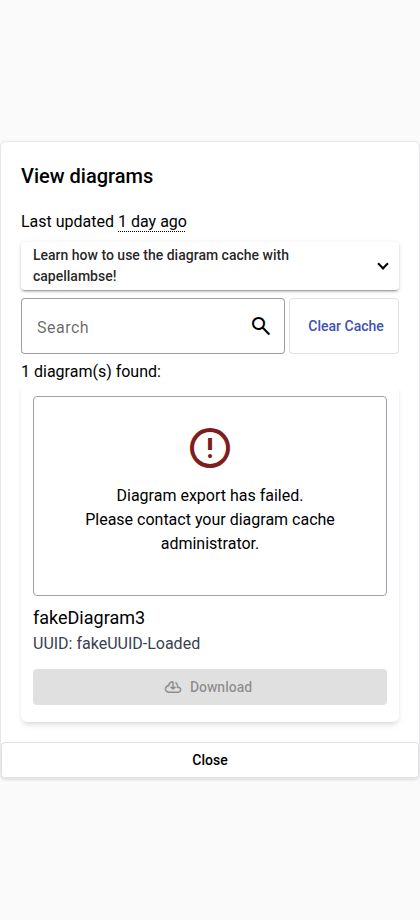 View diagrams
Last updated 1 day ago
Learn how to use the diagram cache with
capellambse!
Search
Clear Cache
1 diagram(s) found:
Diagram export has failed.
Please contact your diagram cache
administrator.
fakeDiagram3
UUID: fakeUUID-Loaded
Download
Close